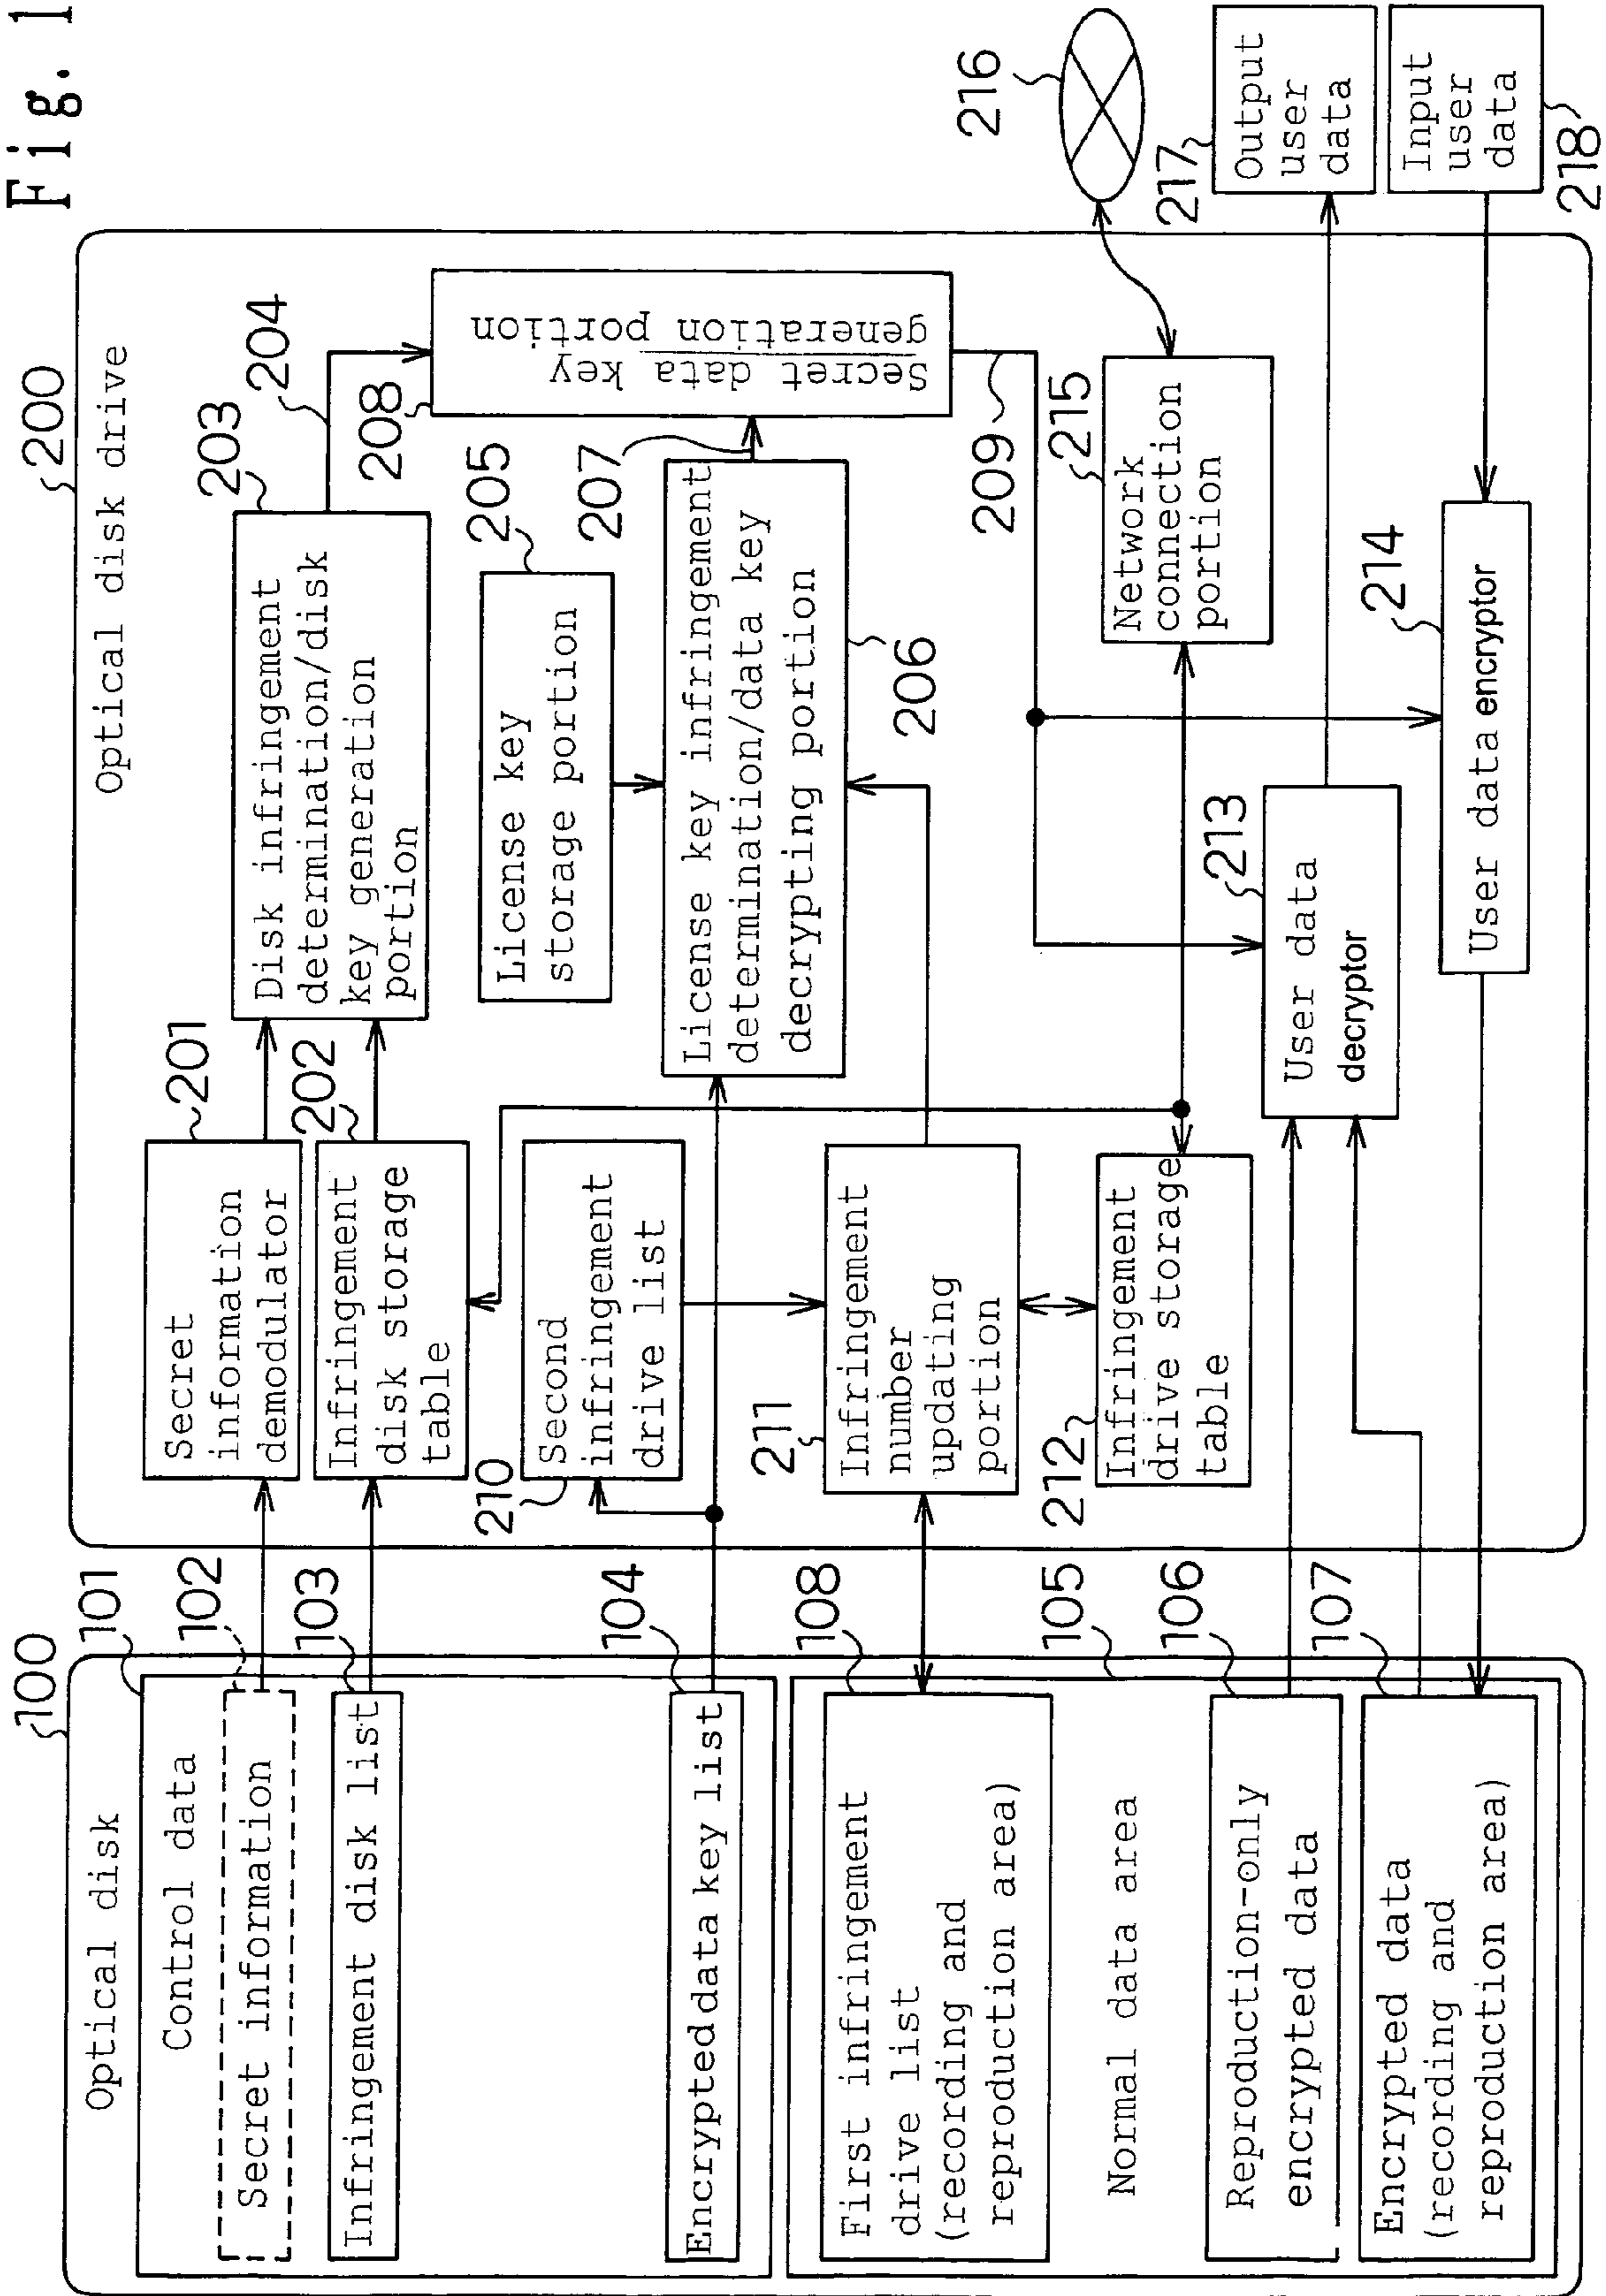 Fig. 1
100
Optical disk
101
Control data
102
Secret information
103
Infringement disk list
104
Encrypted data key list
108
First infringement
drive list
(recording and
reproduction area)
105
Normal data area
106
Reproduction-only
encrypted data
107
Encrypted data
(recording and
reproduction area)
200
Optical disk drive
201
Secret
information
demodulator
202
Infringement
disk storage
table
203
Disk infringement
determination/disk
key generation
portion
204
205
License key
storage portion
206
License key infringement
determination/data key
decrypting portion
207
208
Secret data key
generation portion
209
210
Second
infringement
drive list
211
Infringement
number
updating
portion
212
Infringement
drive storage
table
213
User data
decryptor
214
User data encryptor
215
Network
connection
portion
216
217
Output
user
data
Input
user
data
218